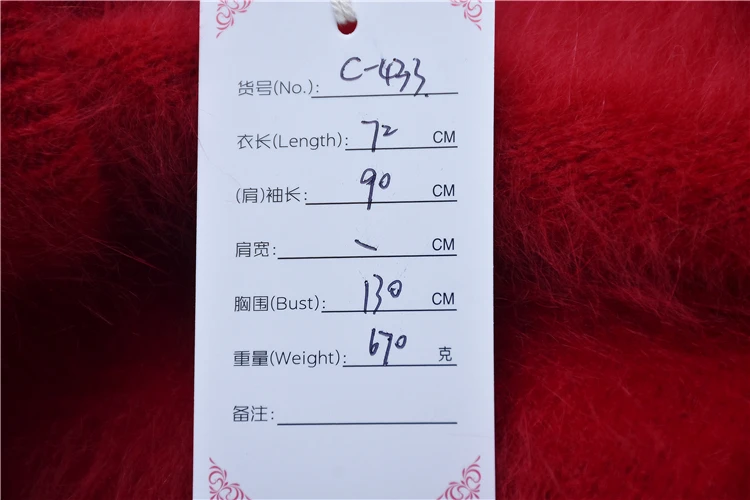 货号(No.): C-433
衣长(Length): 72 CM
(肩)袖长: 90 CM
肩宽: - CM
胸围(Bust): 130 CM
重量(Weight): 670 克
备注: